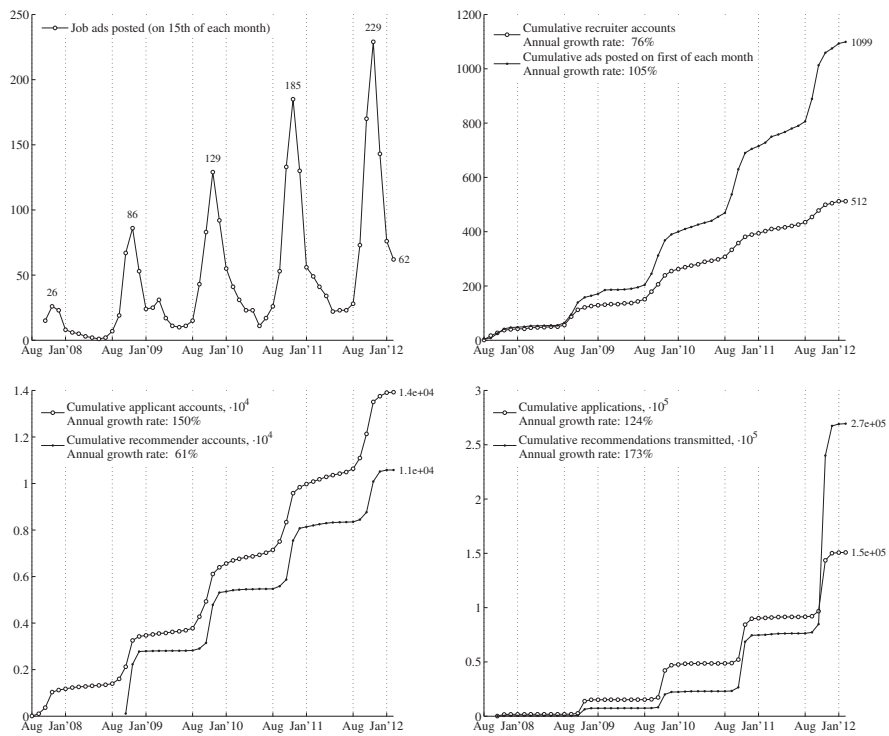 250
200
150
100
50
0
Job ads posted (on 15th of each month)
26
86
129
185
229
62
Aug Jan'08 Aug Jan'09 Aug Jan'10 Aug Jan'11 Aug Jan'12
1200
1000
800
600
400
200
0
Cumulative recruiter accounts
Annual growth rate: 76%
Cumulative ads posted on first of each month
Annual growth rate: 105%
1099
512
Aug Jan'08 Aug Jan'09 Aug Jan'10 Aug Jan'11 Aug Jan'12
1.4
1.2
1
0.8
0.6
0.4
0.2
0
Cumulative applicant accounts, ·10⁴
Annual growth rate: 150%
Cumulative recommender accounts, ·10⁴
Annual growth rate: 61%
1.4e+04
1.1e+04
Aug Jan'08 Aug Jan'09 Aug Jan'10 Aug Jan'11 Aug Jan'12
3
2.5
2
1.5
1
0.5
0
Cumulative applications, ·10⁵
Annual growth rate: 124%
Cumulative recommendations transmitted, ·10⁵
Annual growth rate: 173%
2.7e+05
1.5e+05
Aug Jan'08 Aug Jan'09 Aug Jan'10 Aug Jan'11 Aug Jan'12